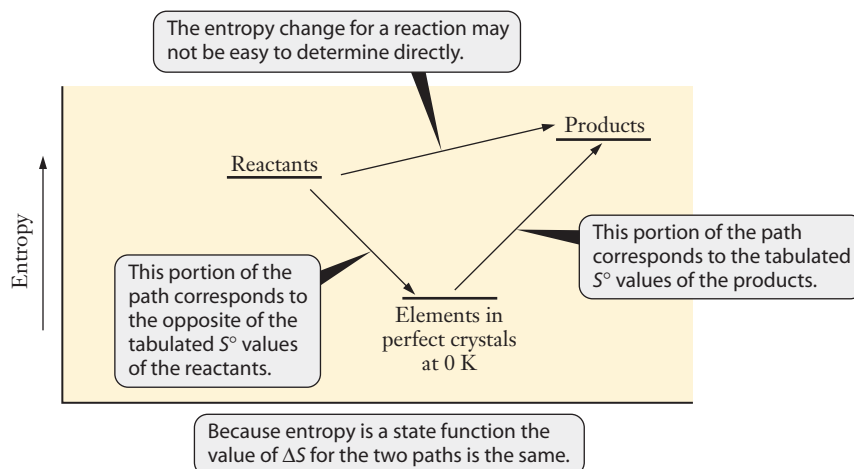 The entropy change for a reaction may
not be easy to determine directly.
Products
Reactants
Entropy
This portion of the path
corresponds to the tabulated
S° values of the products.
This portion of the
path corresponds to
the opposite of the
tabulated S° values
of the reactants.
Elements in
perfect crystals
at 0 K
Because entropy is a state function the
value of ΔS for the two paths is the same.